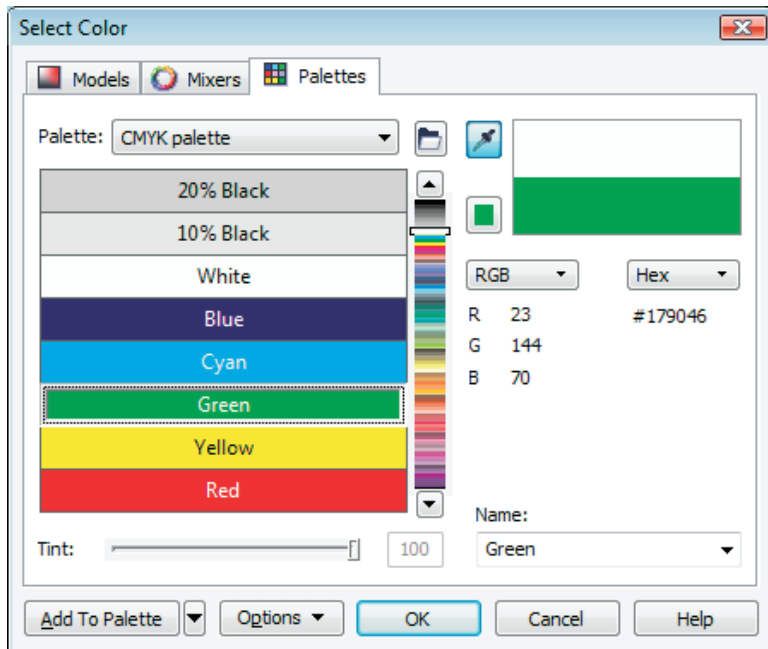 Select Color
Models Mixers Palettes
Palette: CMYK palette
20% Black
10% Black
White
Blue
Cyan
Green
Yellow
Red
Tint: 100
RGB Hex
R 23 #179046
G 144
B 70
Name:
Green
Add To Palette Options OK Cancel Help